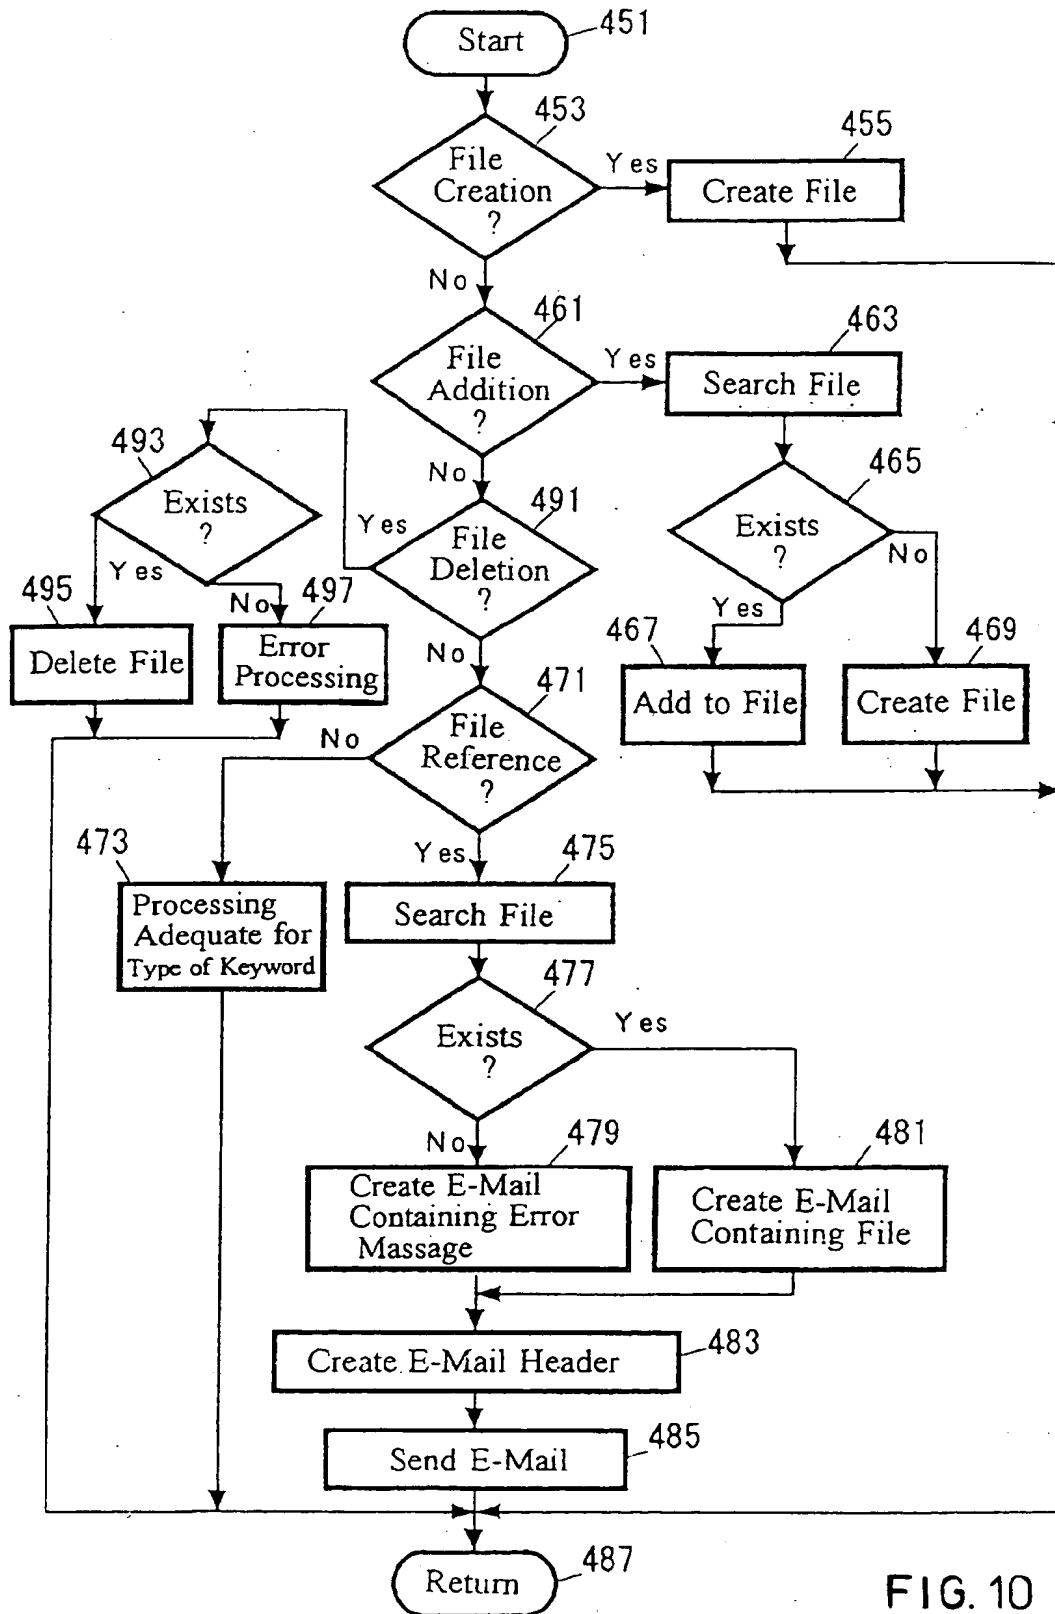 Start
451
453
File
Creation
?
Yes
455
Create File
No
461
File
Addition
?
Yes
463
Search File
No
493
Exists
?
Yes
491
File
Deletion
?
465
Exists
?
No
Yes
Yes
No
495
Delete File
497
Error
Processing
No
467
Add to File
469
Create File
471
File
Reference
?
No
473
Processing
Adequate for
Type of Keyword
Yes
475
Search File
477
Exists
?
Yes
No
479
Create E-Mail
Containing Error
Massage
481
Create E-Mail
Containing File
Create E-Mail Header
483
Send E-Mail
485
Return
487
FIG. 10